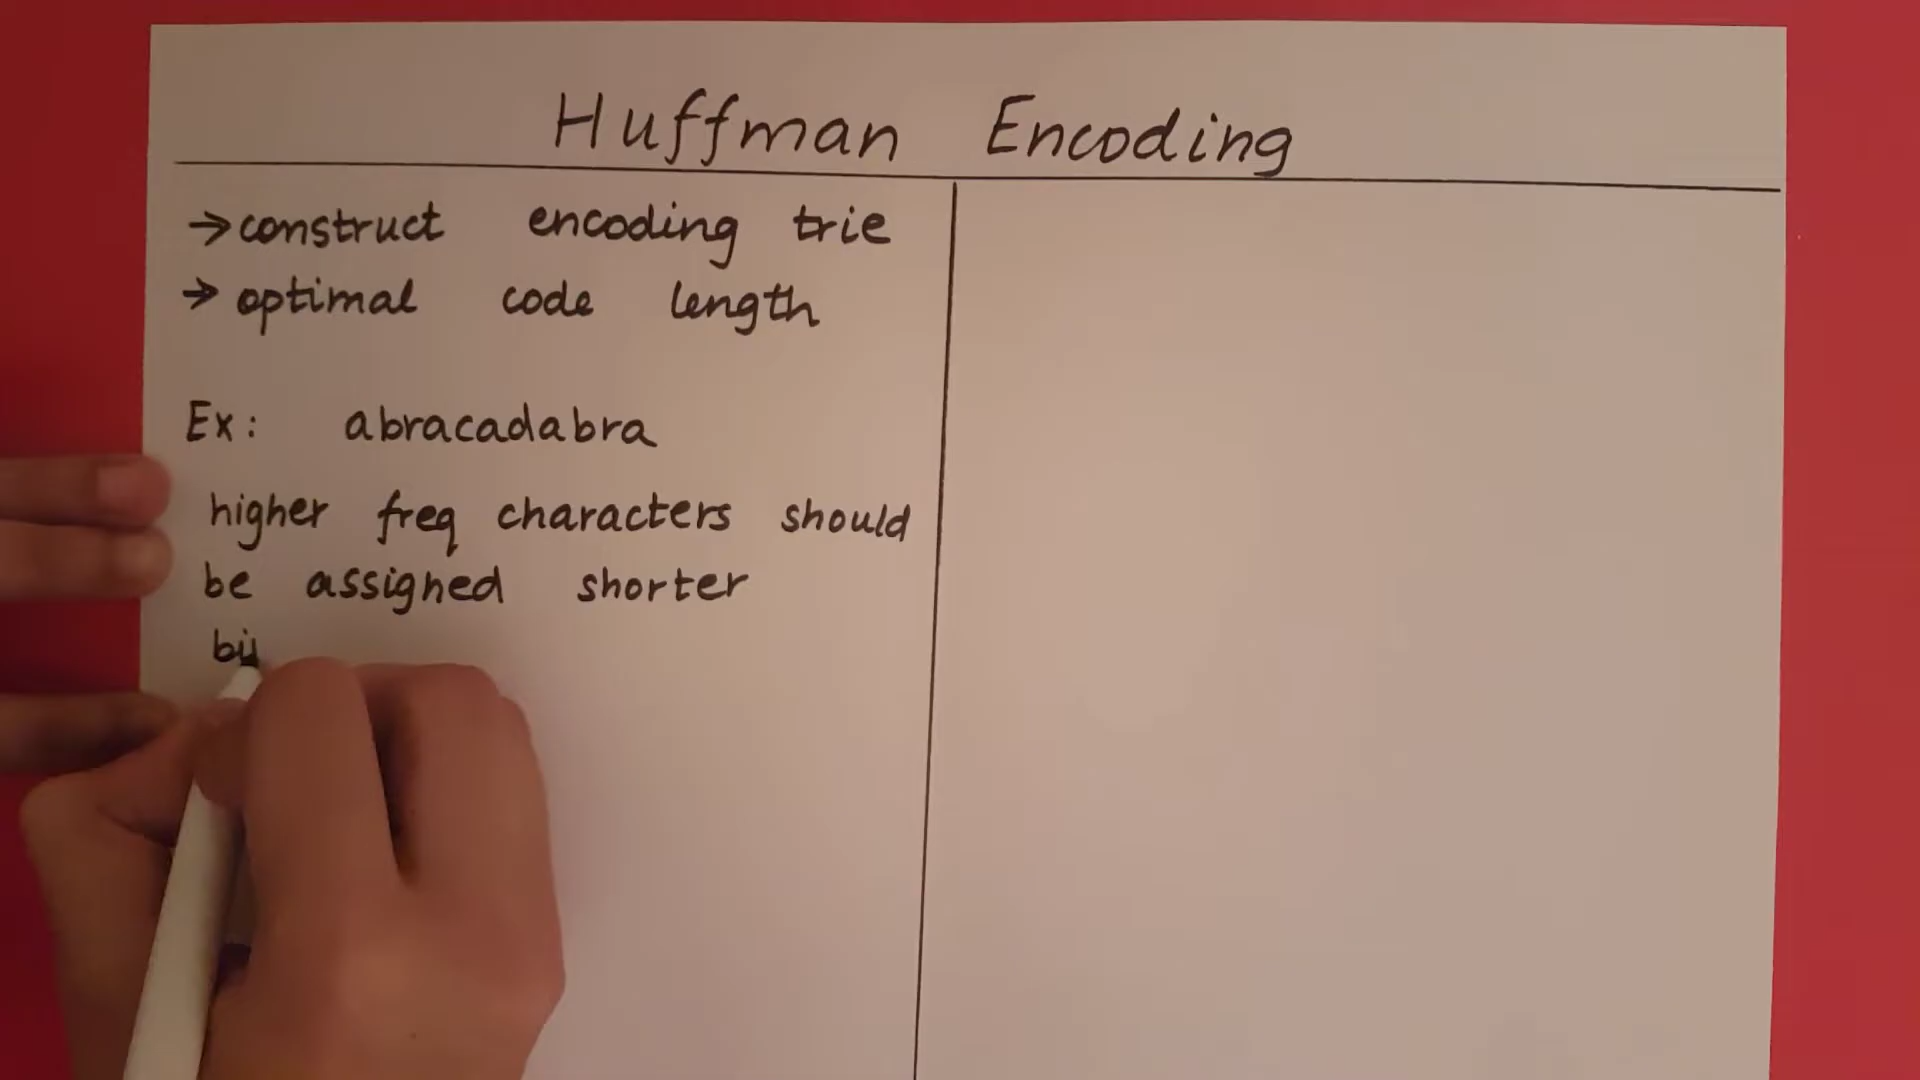 Huffman Encoding
→construct encoding trie
→ optimal code length
Ex: abracadabra
higher freq characters should
be assigned shorter